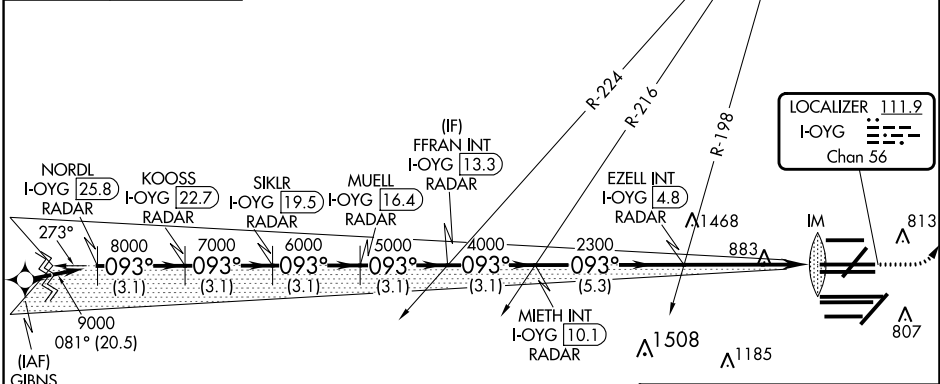 R-224
R-216
R-198
LOCALIZER 111.9
I-OYG
Chan 56
(IF)
FFRAN INT
I-OYG 13.3
RADAR
NORDL
I-OYG 25.8
RADAR
KOOSS
I-OYG 22.7
RADAR
SIKLR
I-OYG 19.5
RADAR
MUELL
I-OYG 16.4
RADAR
EZELL INT
I-OYG 4.8
RADAR
1468
IM
813
273°
8000
7000
6000
5000
4000
2300
883
093°
093°
093°
093°
093°
093°
(3.1)
(3.1)
(3.1)
(3.1)
(3.1)
(5.3)
9000
081° (20.5)
MIETH INT
I-OYG 10.1
RADAR
1508
1185
807
(IAF)
GIBNS